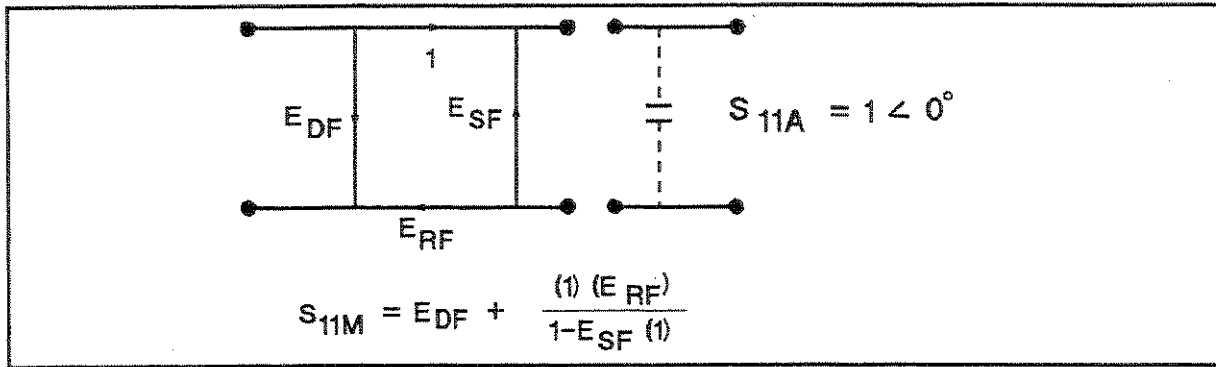 1
E_DF
E_SF
S_11A = 1 ∠ 0°
E_RF
S_11M = E_DF + (1) (E_RF) / 1-E_SF (1)